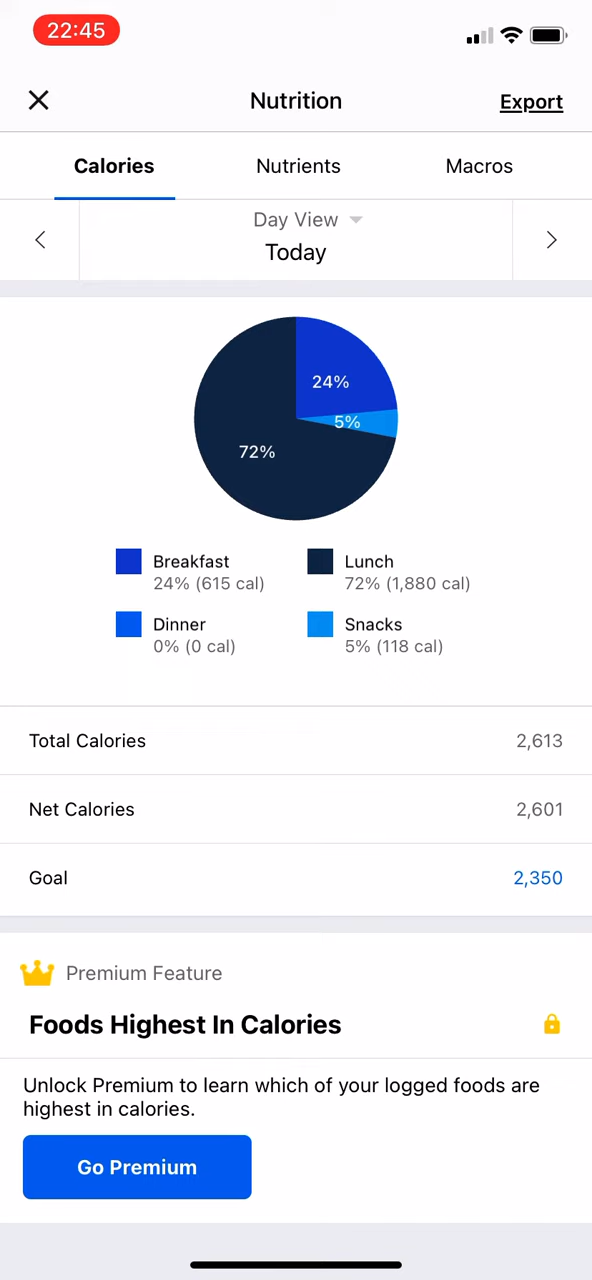 22:45
Nutrition
Export
Calories
Nutrients
Macros
Day View
Today
24%
5%
72%
Breakfast
24% (615 cal)
Lunch
72% (1,880 cal)
Dinner
0% (0 cal)
Snacks
5% (118 cal)
Total Calories 2,613
Net Calories 2,601
Goal 2,350
Premium Feature
Foods Highest In Calories
Unlock Premium to learn which of your logged foods are
highest in calories.
Go Premium